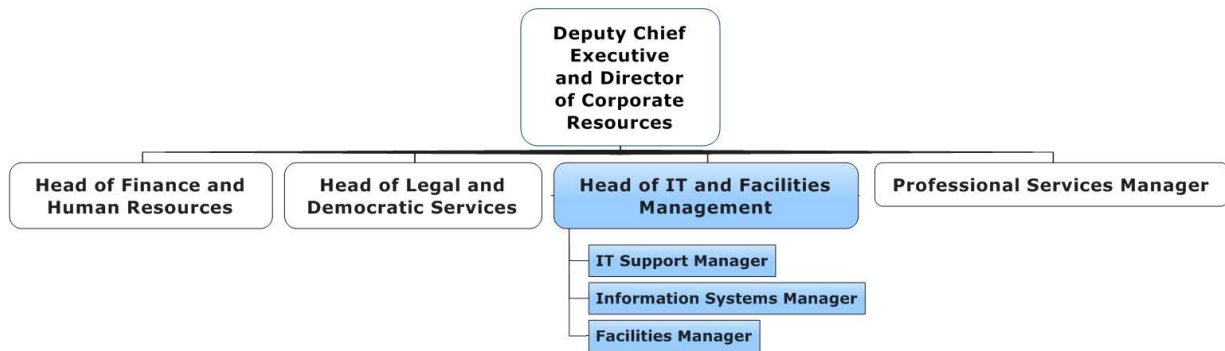 Deputy Chief
Executive
and Director
of Corporate
Resources
Head of Finance and
Human Resources
Head of Legal and
Democratic Services
Head of IT and Facilities
Management
Professional Services Manager
IT Support Manager
Information Systems Manager
Facilities Manager